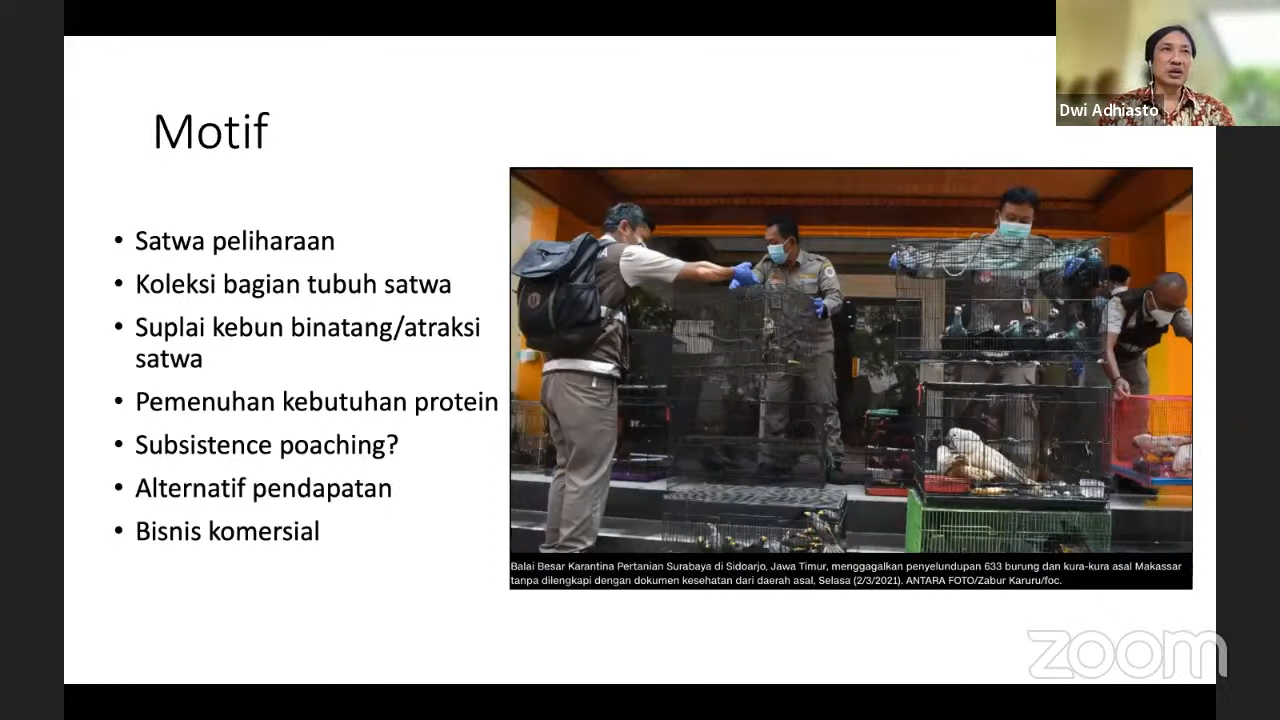 Dwi Adhiasto
Motif
• Satwa peliharaan
• Koleksi bagian tubuh satwa
• Suplai kebun binatang/atraksi
satwa
• Pemenuhan kebutuhan protein
• Subsistence poaching?
• Alternatif pendapatan
• Bisnis komersial
Balai Besar Karantina Pertanian Surabaya di Sidoarjo, Jawa Timur, menggagalkan penyelundupan 633 burung dan kura-kura asal Makassar
tanpa dilengkapi dengan dokumen kesehatan dari daerah asal, Selasa (2/3/2021). ANTARA FOTO/Zabur Karuru/foc.
zoom